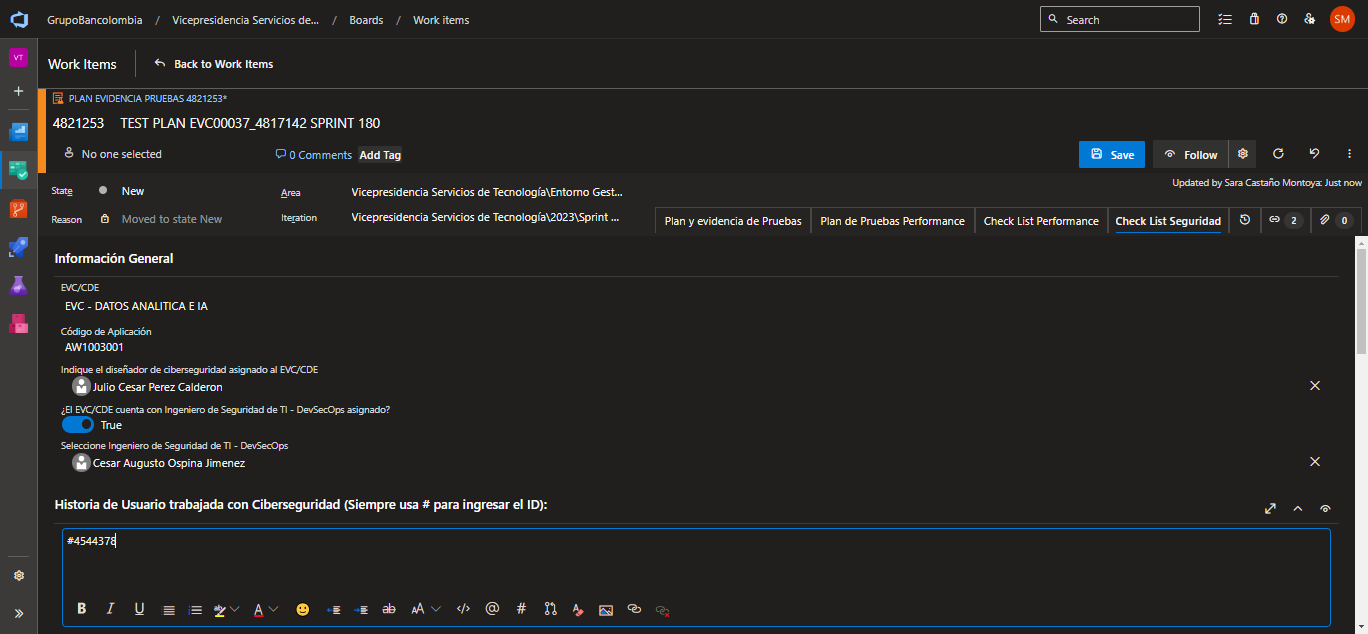 GrupoBancolombia / Vicepresidencia Servicios de... / Boards / Work items
Search
SM
VT
Work Items
Back to Work Items
PLAN EVIDENCIA PRUEBAS 4821253*
4821253 TEST PLAN EVC00037_4817142 SPRINT 180
No one selected
0 Comments
Add Tag
Save
Follow
Updated by Sara Castaño Montoya: Just now
State
New
Area
Vicepresidencia Servicios de Tecnología\Entorno Gest...
Reason
Moved to state New
Iteration
Vicepresidencia Servicios de Tecnología\2023\Sprint ...
Plan y evidencia de Pruebas
Plan de Pruebas Performance
Check List Performance
Check List Seguridad
2
0
Información General
EVC/CDE
EVC - DATOS ANALITICA E IA
Código de Aplicación
AW1003001
Indique el diseñador de ciberseguridad asignado al EVC/CDE
Julio Cesar Perez Calderon
¿El EVC/CDE cuenta con Ingeniero de Seguridad de TI - DevSecOps asignado?
True
Seleccione Ingeniero de Seguridad de TI - DevSecOps
Cesar Augusto Ospina Jimenez
Historia de Usuario trabajada con Ciberseguridad (Siempre usa # para ingresar el ID):
#4544378
B I U ab A ab AA </> @ #